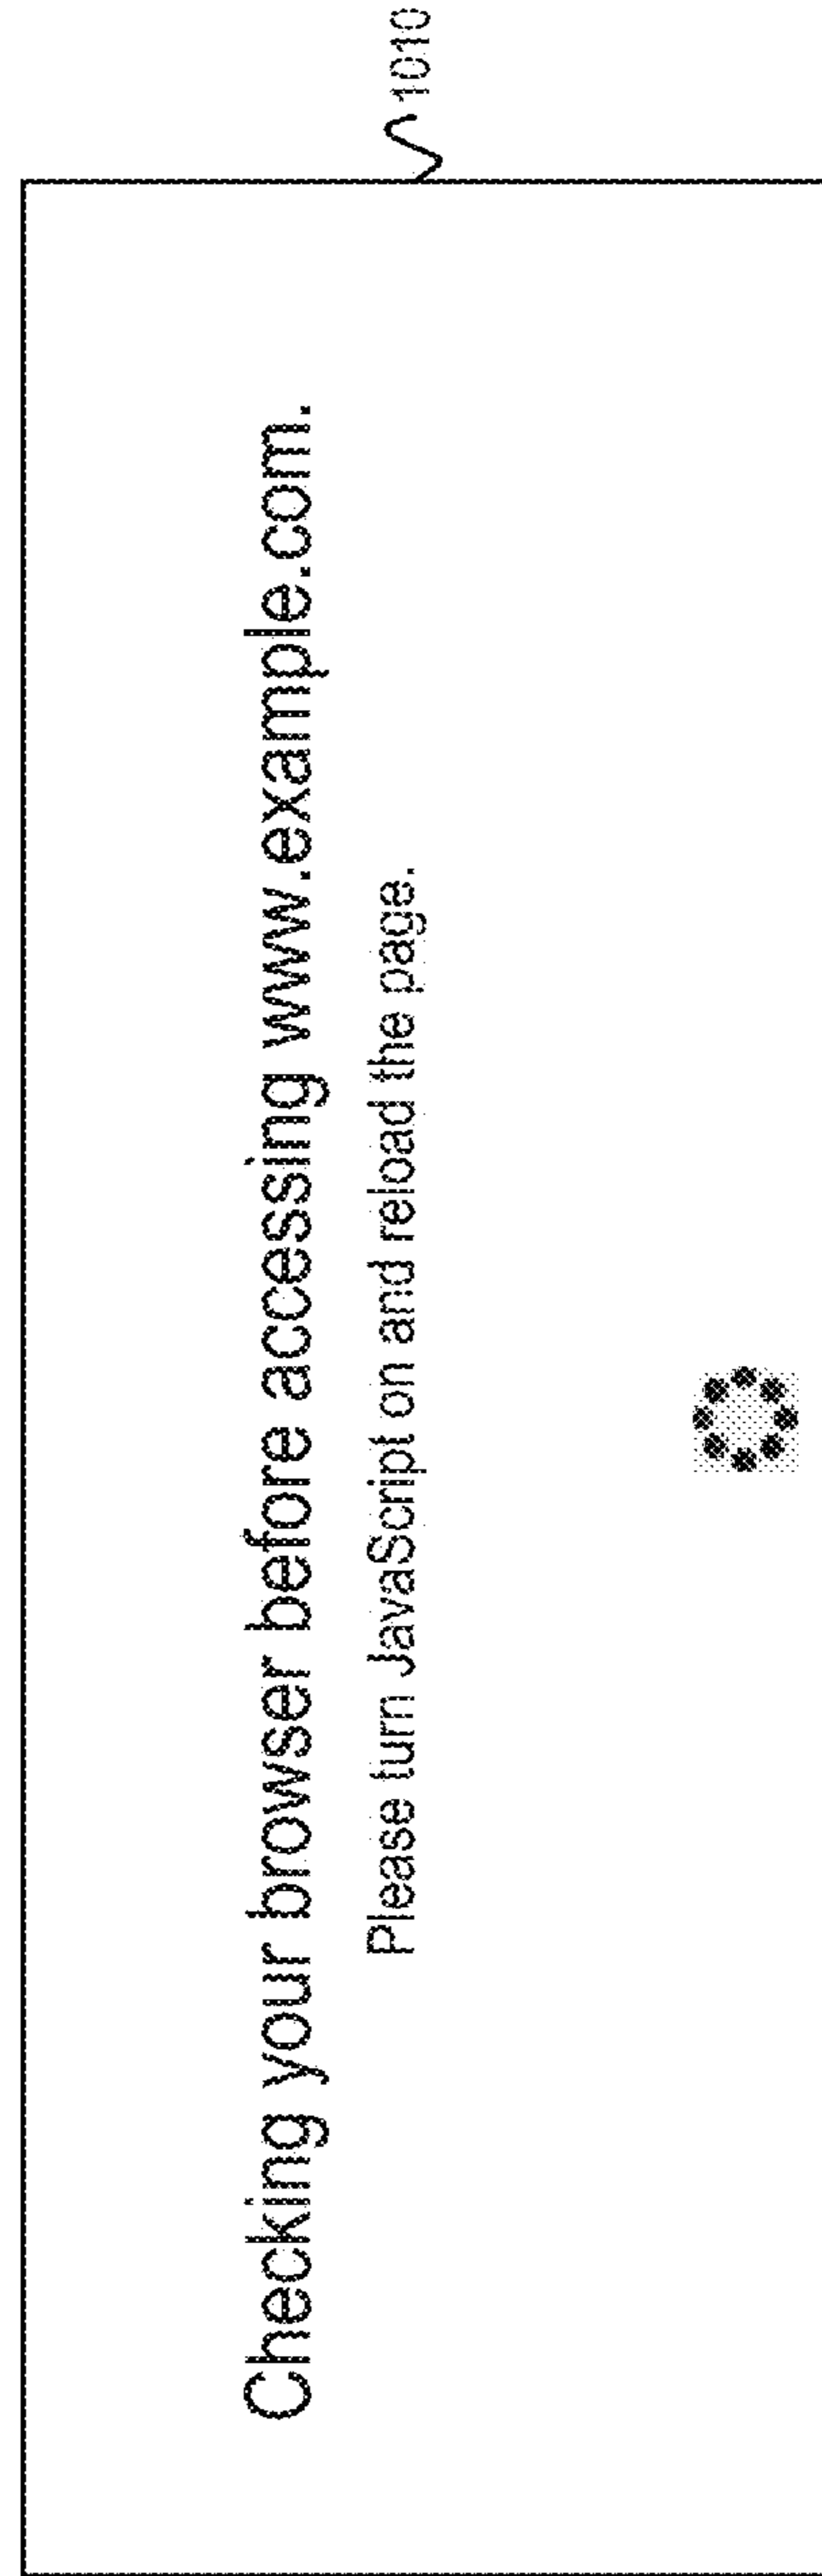 Checking your browser before accessing www.example.com.
Please turn JavaScript on and reload the page.
1010